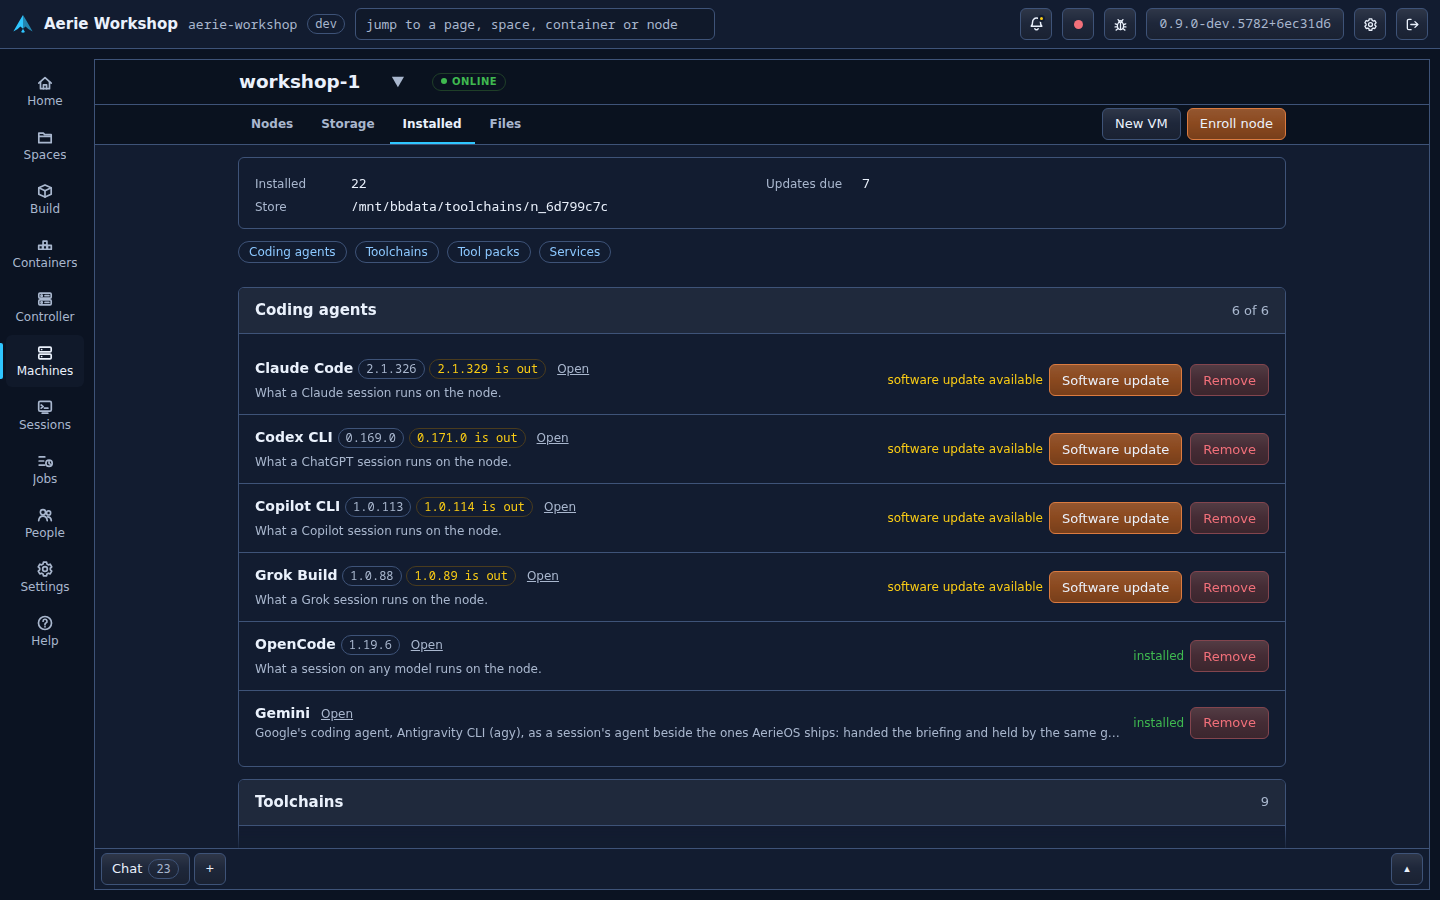 Aerie Workshop aerie-workshop dev jump to a page, space, container or node 0.9.0-dev.5782+6ec31d6
workshop-1 ▼ ONLINE
Nodes Storage Installed Files New VM Enroll node
Home
Spaces
Build
Containers
Controller
Machines
Sessions
Jobs
People
Settings
Help
Installed 22 Updates due 7
Store /mnt/bbdata/toolchains/n_6d799c7c
Coding agents Toolchains Tool packs Services
Coding agents 6 of 6
Claude Code 2.1.326 2.1.329 is out Open software update available Software update Remove
What a Claude session runs on the node.
Codex CLI 0.169.0 0.171.0 is out Open software update available Software update Remove
What a ChatGPT session runs on the node.
Copilot CLI 1.0.113 1.0.114 is out Open software update available Software update Remove
What a Copilot session runs on the node.
Grok Build 1.0.88 1.0.89 is out Open software update available Software update Remove
What a Grok session runs on the node.
OpenCode 1.19.6 Open installed Remove
What a session on any model runs on the node.
Gemini Open installed Remove
Google's coding agent, Antigravity CLI (agy), as a session's agent beside the ones AerieOS ships: handed the briefing and held by the same g...
Toolchains 9
Chat 23 + ▲